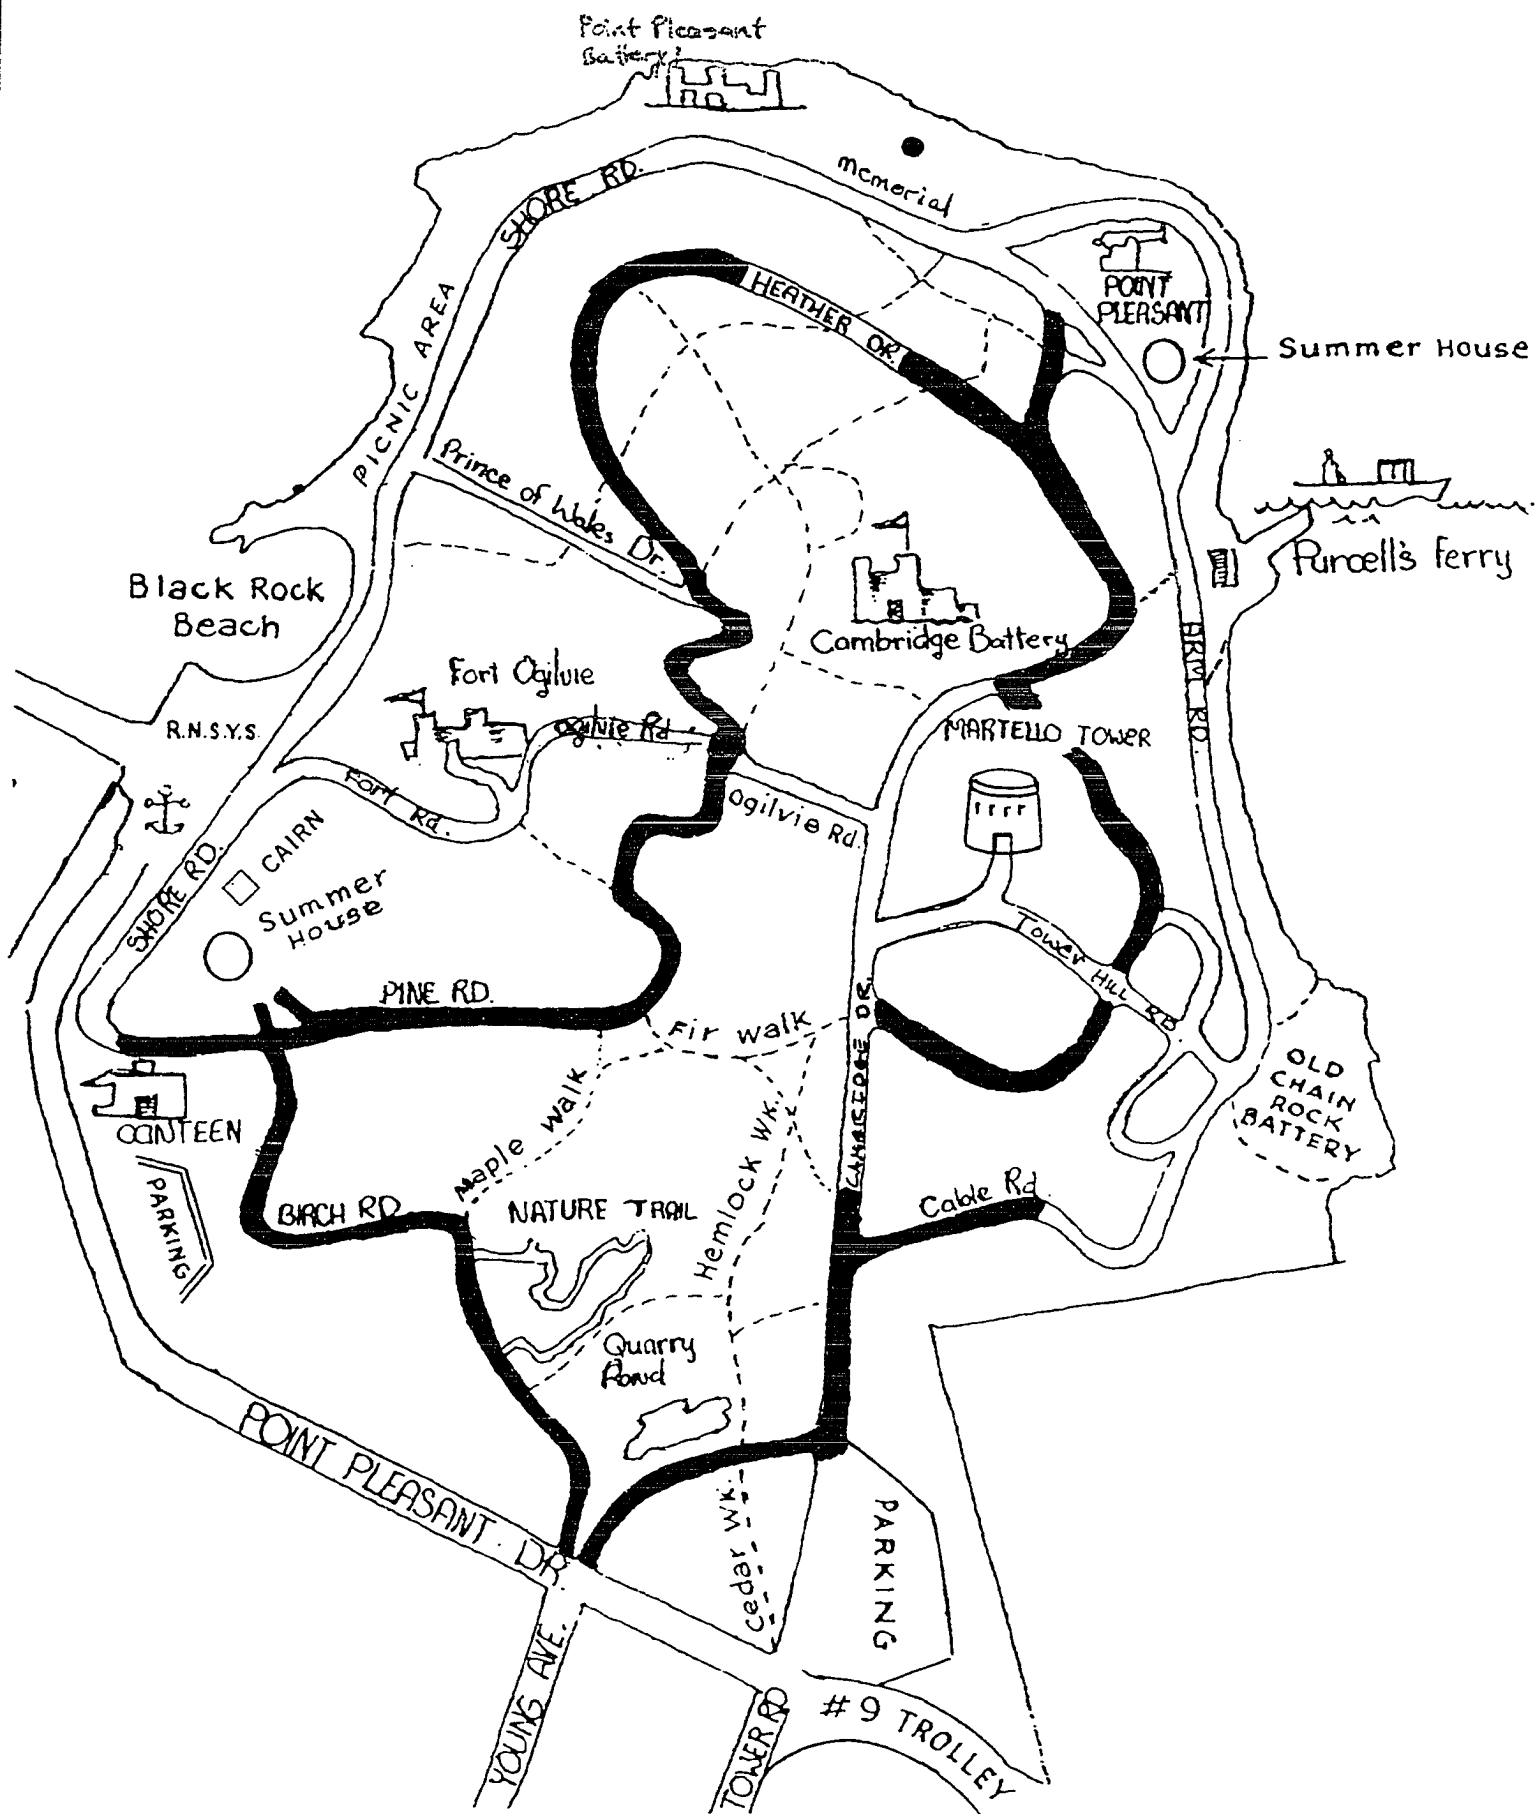 Point Pleasant
Battery
SHORE RD.
Memorial
HEATHER DR.
POINT
PLEASANT
Summer House
PICNIC AREA
Prince of Wales Dr.
Purcell's Ferry
Black Rock
Beach
Cambridge Battery
Fort Ogilvie
R.N.S.Y.S.
Ogilvie Rd
MARTELLO TOWER
Fort Rd.
Ogilvie Rd.
CAIRN
SHORE RD.
Summer
House
Tower HILL RD
PINE RD.
Fir Walk
CAMBRIDGE DR.
OLD
CHAIN
ROCK
BATTERY
CANTEEN
Maple Walk
Hemlock Wk.
PARKING
BIRCH RD
NATURE TRAIL
Cable Rd
Quarry
Pond
POINT PLEASANT DR.
Cedar Wk.
PARKING
YOUNG AVE.
TOWER RD
#9 TROLLEY